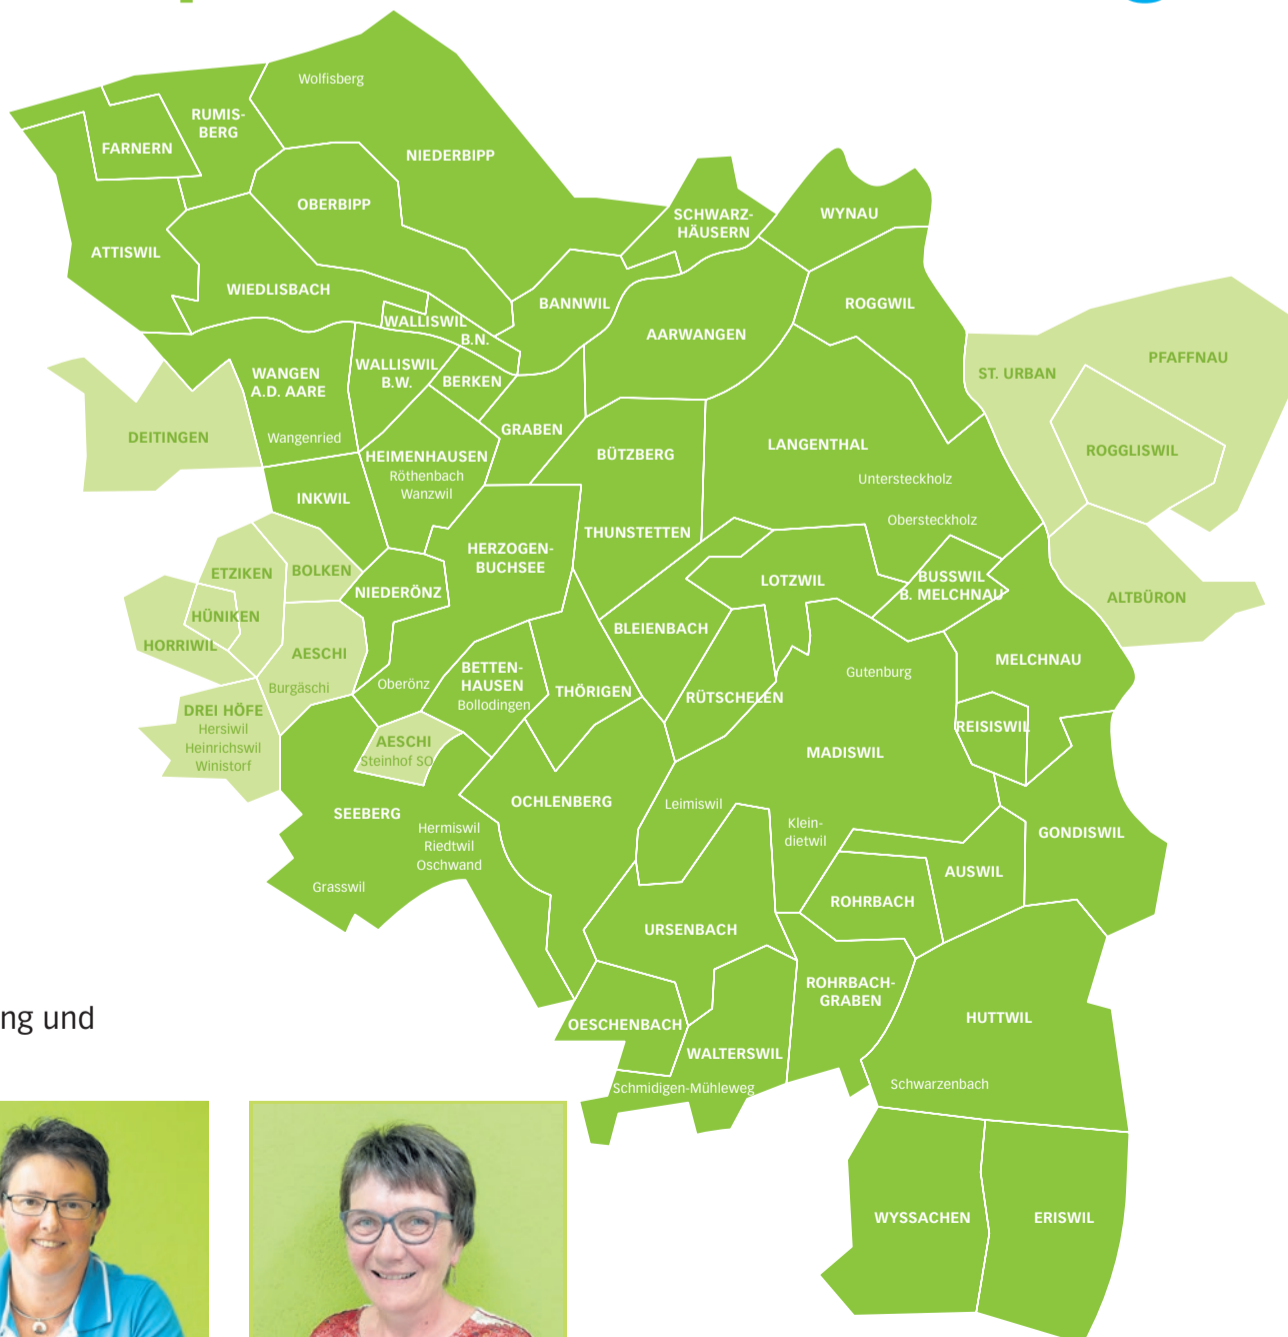 Wolfisberg
RUMIS-
BERG
FARNERN
NIEDERBIPP
OBERBIPP
SCHWARZ-
HÄUSERN
WYNAU
ATTISWIL
WIEDLISBACH
BANNWIL
ROGGWIL
WALLISWIL
B.N.
AARWANGEN
PFAFFNAU
ST. URBAN
WANGEN
A.D. AARE
WALLISWIL
B.W.
BERKEN
DEITINGEN
Wangenried
GRABEN
LANGENTHAL
ROGGLISWIL
HEIMENHAUSEN
Röthenbach
Wanzwil
BÜTZBERG
Untersteckholz
INKWIL
Obersteckholz
THUNSTETTEN
HERZOGEN-
BUCHSEE
ETZIKEN
BOLKEN
NIEDERÖNZ
LOTZWIL
BUSSWIL
B. MELCHNAU
ALTBÜRON
HÜNIKEN
HORRIWIL
AESCHI
Burgäschi
BLEIENBACH
MELCHNAU
Oberönz
BETTEN-
HAUSEN
Bollodingen
THÖRIGEN
RÜTSCHELEN
Gutenburg
DREI HÖFE
Hersiwil
Heinrichswil
Winistorf
REISISWIL
AESCHI
Steinhof SO
MADISWIL
SEEBERG
OCHLENBERG
Leimiswil
Hermiswil
Riedtwil
Oschwand
Klein-
dietwil
GONDISWIL
Grasswil
AUSWIL
ROHRBACH
URSENBACH
ROHRBACH-
GRABEN
ng und
OESCHENBACH
HUTTWIL
WALTERSWIL
Schmidigen-Mühleweg
Schwarzenbach
WYSSACHEN
ERISWIL